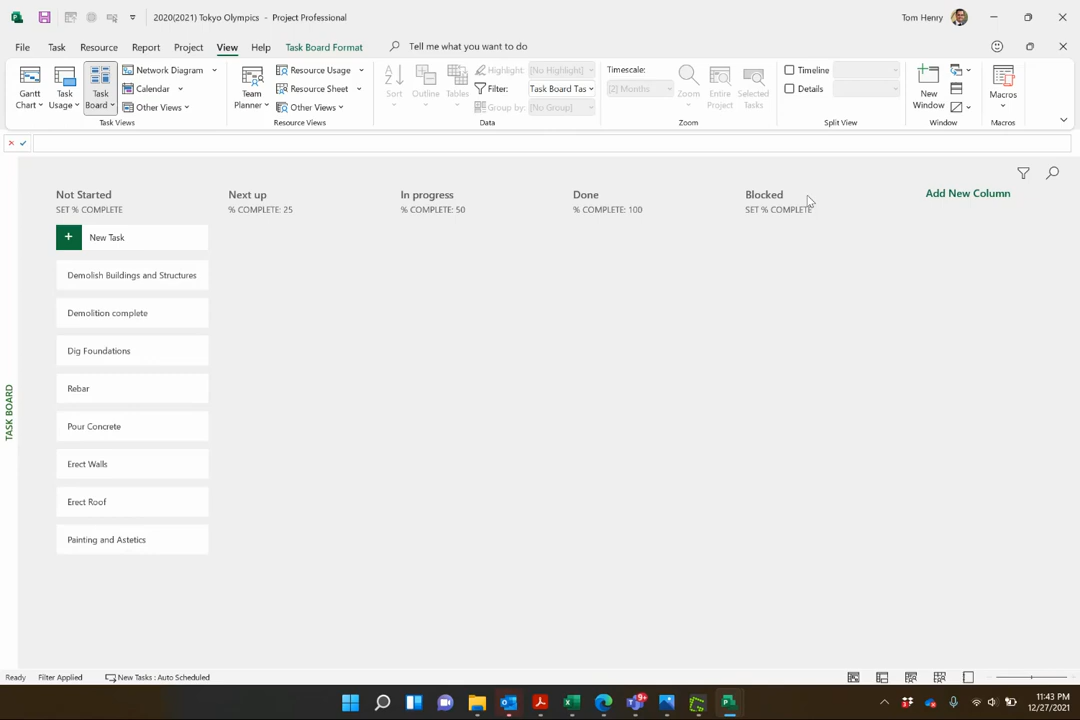 2020(2021) Tokyo Olympics - Project Professional
Tom Henry
File Task Resource Report Project View Help Task Board Format Tell me what you want to do
Gantt Chart
Task Usage
Task Board
Network Diagram
Calendar
Other Views
Task Views
Team Planner
Resource Usage
Resource Sheet
Other Views
Resource Views
Sort
Outline
Tables
Highlight: [No Highlight]
Filter: Task Board Tas
Group by: [No Group]
Data
Timescale:
[2] Months
Zoom
Entire Project
Selected Tasks
Zoom
Timeline
Details
Split View
New Window
Window
Macros
Macros
TASK BOARD
Not Started
SET % COMPLETE
Next up
% COMPLETE: 25
In progress
% COMPLETE: 50
Done
% COMPLETE: 100
Blocked
SET % COMPLETE
Add New Column
+ New Task
Demolish Buildings and Structures
Demolition complete
Dig Foundations
Rebar
Pour Concrete
Erect Walls
Erect Roof
Painting and Astetics
Ready Filter Applied New Tasks : Auto Scheduled
11:43 PM
12/27/2021